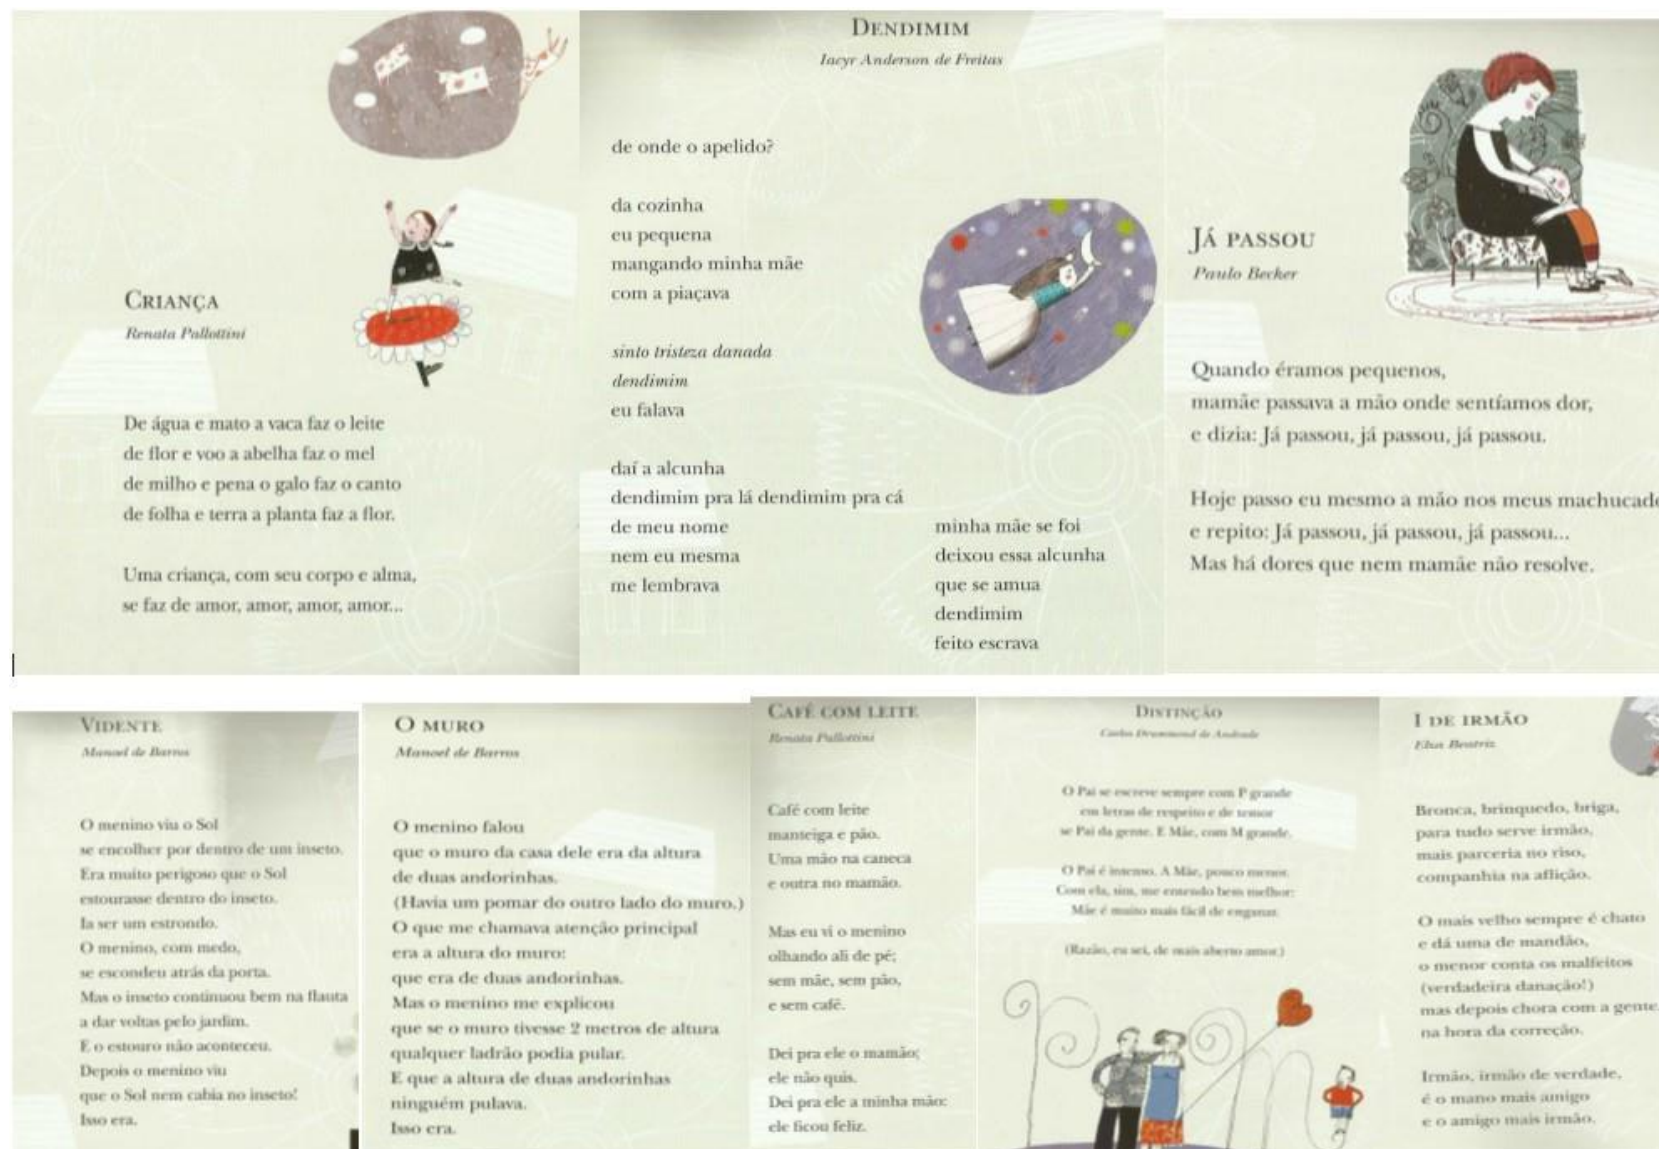 CRIANÇA
Renata Pallottini
De água e mato a vaca faz o leite
de flor e voo a abelha faz o mel
de milho e pena o galo faz o canto
de folha e terra a planta faz a flor.
Uma criança, com seu corpo e alma,
se faz de amor, amor, amor, amor...
DENDIMIM
Iacyr Anderson de Freitas
de onde o apelido?
da cozinha
eu pequena
mangando minha mãe
com a piaçava
sinto tristeza danada
dendimim
eu falava
daí a alcunha
dendimim pra lá dendimim pra cá
de meu nome
nem eu mesma
me lembrava
minha mãe se foi
deixou essa alcunha
que se amua
dendimim
feito escrava
JÁ PASSOU
Paulo Becker
Quando éramos pequenos,
mamãe passava a mão onde sentíamos dor,
e dizia: Já passou, já passou, já passou.
Hoje passo eu mesmo a mão nos meus machucado
e repito: Já passou, já passou, já passou...
Mas há dores que nem mamãe não resolve.
VIDENTE
Manoel de Barros
O menino viu o Sol
se encolher por dentro de um inseto.
Era muito perigoso que o Sol
estourasse dentro do inseto.
Ia ser um estrondo.
O menino, com medo,
se escondeu atrás da porta.
Mas o inseto continuou bem na flauta
a dar voltas pelo jardim.
E o estouro não aconteceu.
Depois o menino viu
que o Sol nem cabia no inseto!
Isso era.
O MURO
Manoel de Barros
O menino falou
que o muro da casa dele era da altura
de duas andorinhas.
(Havia um pomar do outro lado do muro.)
O que me chamava atenção principal
era a altura do muro:
que era de duas andorinhas.
Mas o menino me explicou
que se o muro tivesse 2 metros de altura
qualquer ladrão podia pular.
E que a altura de duas andorinhas
ninguém pulava.
Isso era.
CAFÉ COM LEITE
Renata Pallottini
Café com leite
manteiga e pão.
Uma mão na caneca
e outra no mamão.
Mas eu vi o menino
olhando ali de pé;
sem mãe, sem pão,
e sem café.
Dei pra ele o mamão;
ele não quis.
Dei pra ele a minha mão:
ele ficou feliz.
DISTINÇÃO
Carlos Drummond de Andrade
O Pai se escreve sempre com P grande
em letras de respeito e de temor
se Pai da gente. E Mãe, com M grande.
O Pai é imenso. A Mãe, pouco menor.
Com ela, sim, me entendo bem melhor:
Mãe é muito mais fácil de enganar.
(Razão, eu sei, de mais aberto amor.)
I DE IRMÃO
Elza Beatriz
Bronca, brinquedo, briga,
para tudo serve irmão,
mais parceria no riso,
companhia na aflição.
O mais velho sempre é chato
e dá uma de mandão,
o menor conta os malfeitos
(verdadeira danação!)
mas depois chora com a gente
na hora da correção.
Irmão, irmão de verdade,
é o mano mais amigo
e o amigo mais irmão.